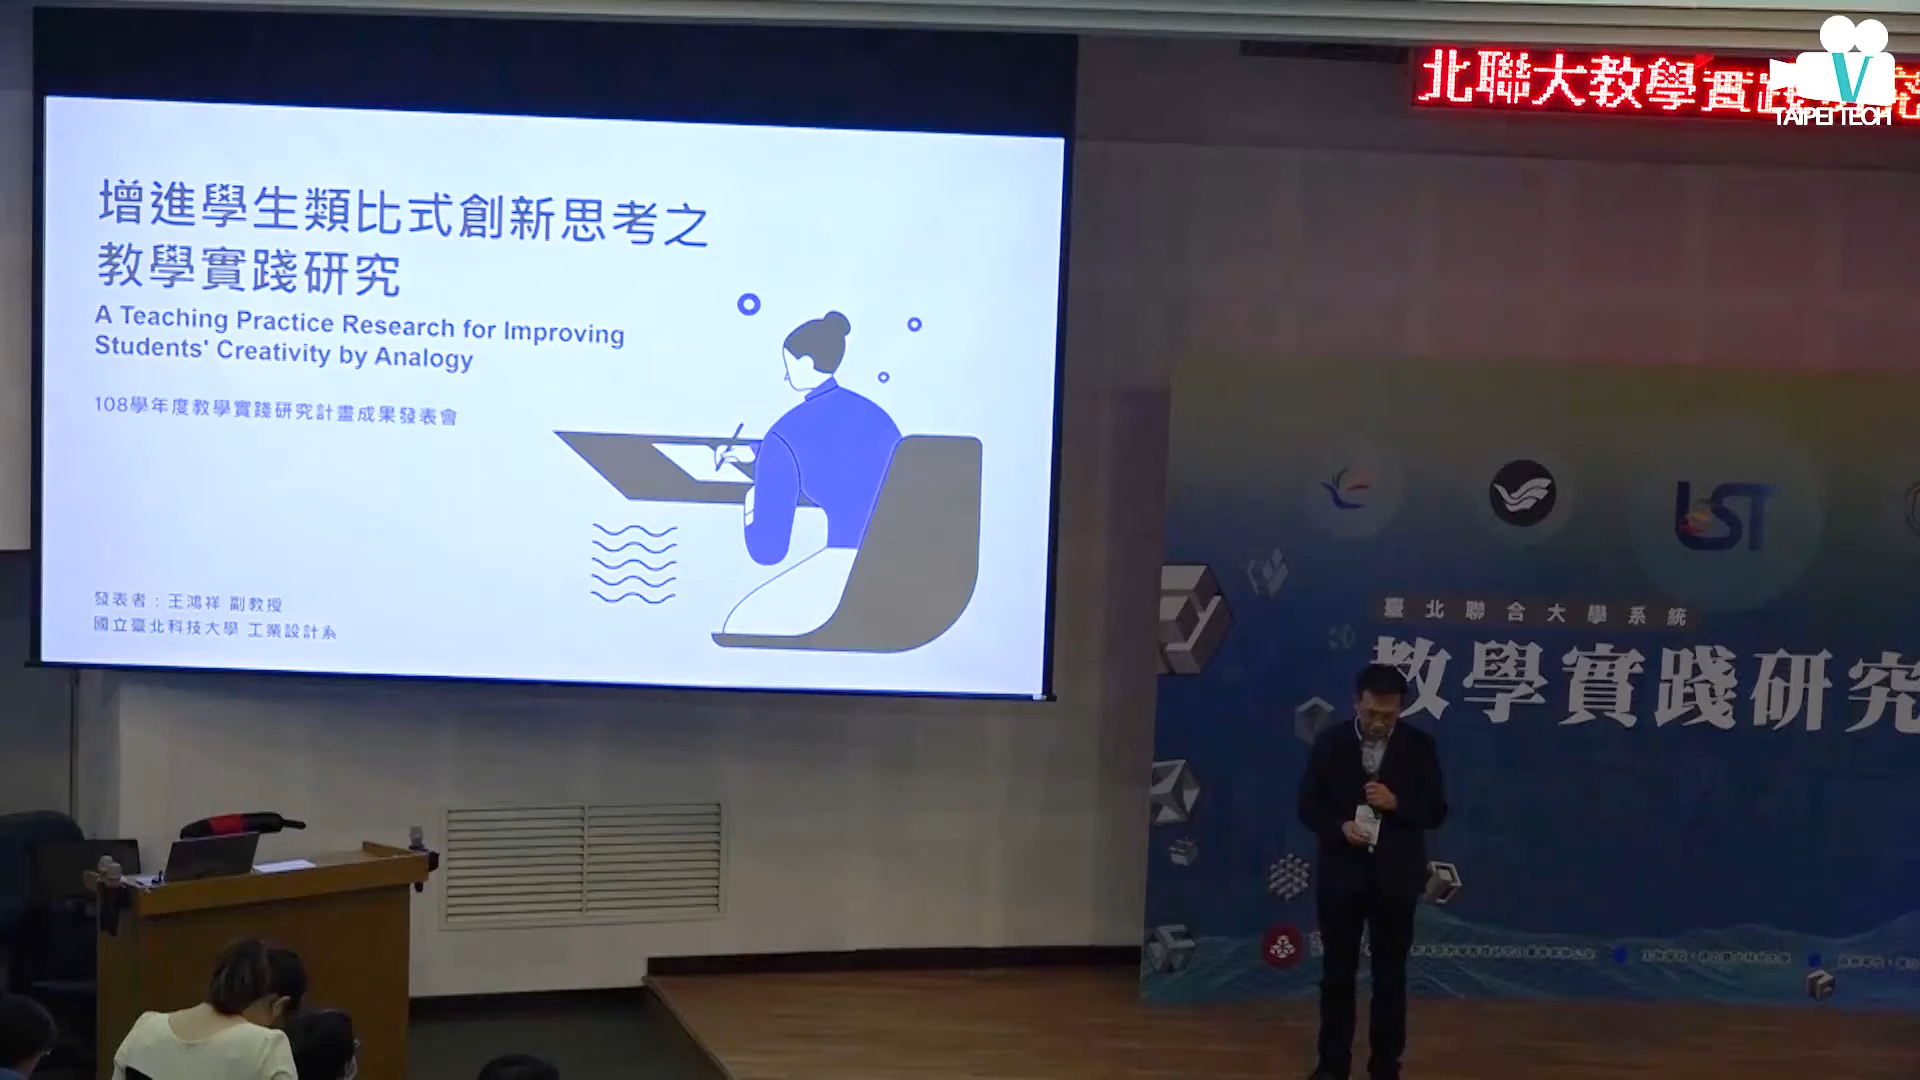 增進學生類比式創新思考之
教學實踐研究
A Teaching Practice Research for Improving
Students' Creativity by Analogy
108學年度教學實踐研究計畫成果發表會
發表者：王鴻祥 副教授
國立臺北科技大學 工業設計系
北聯大教學實踐
V
TAIPEI TECH
UST
臺北聯合大學系統
教學實踐研究